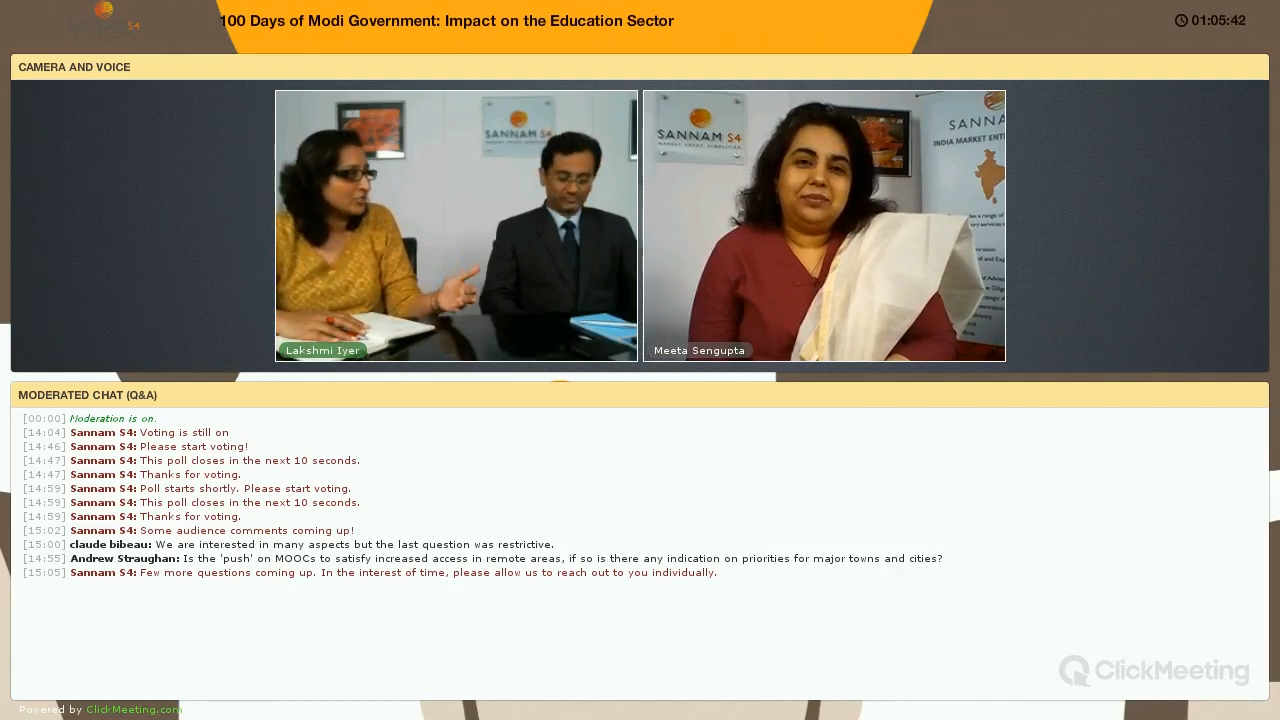 100 Days of Modi Government: Impact on the Education Sector
01:05:42
CAMERA AND VOICE
SANNAM S4
MARKET ENTRY SIMPLIFIED
Lakshmi Iyer
SANNAM S4
MARKET ENTRY SIMPLIFIED
SANNA
INDIA MARKET ENT
Meeta Sengupta
MODERATED CHAT (Q&A)
[00:00] Moderation is on.
[14:04] Sannam S4: Voting is still on
[14:46] Sannam S4: Please start voting!
[14:47] Sannam S4: This poll closes in the next 10 seconds.
[14:47] Sannam S4: Thanks for voting.
[14:59] Sannam S4: Poll starts shortly. Please start voting.
[14:59] Sannam S4: This poll closes in the next 10 seconds.
[14:59] Sannam S4: Thanks for voting.
[15:02] Sannam S4: Some audience comments coming up!
[15:00] claude bibeau: We are interested in many aspects but the last question was restrictive.
[14:55] Andrew Straughan: Is the 'push' on MOOCs to satisfy increased access in remote areas, if so is there any indication on priorities for major towns and cities?
[15:05] Sannam S4: Few more questions coming up. In the interest of time, please allow us to reach out to you individually.
ClickMeeting
Powered by ClickMeeting.com